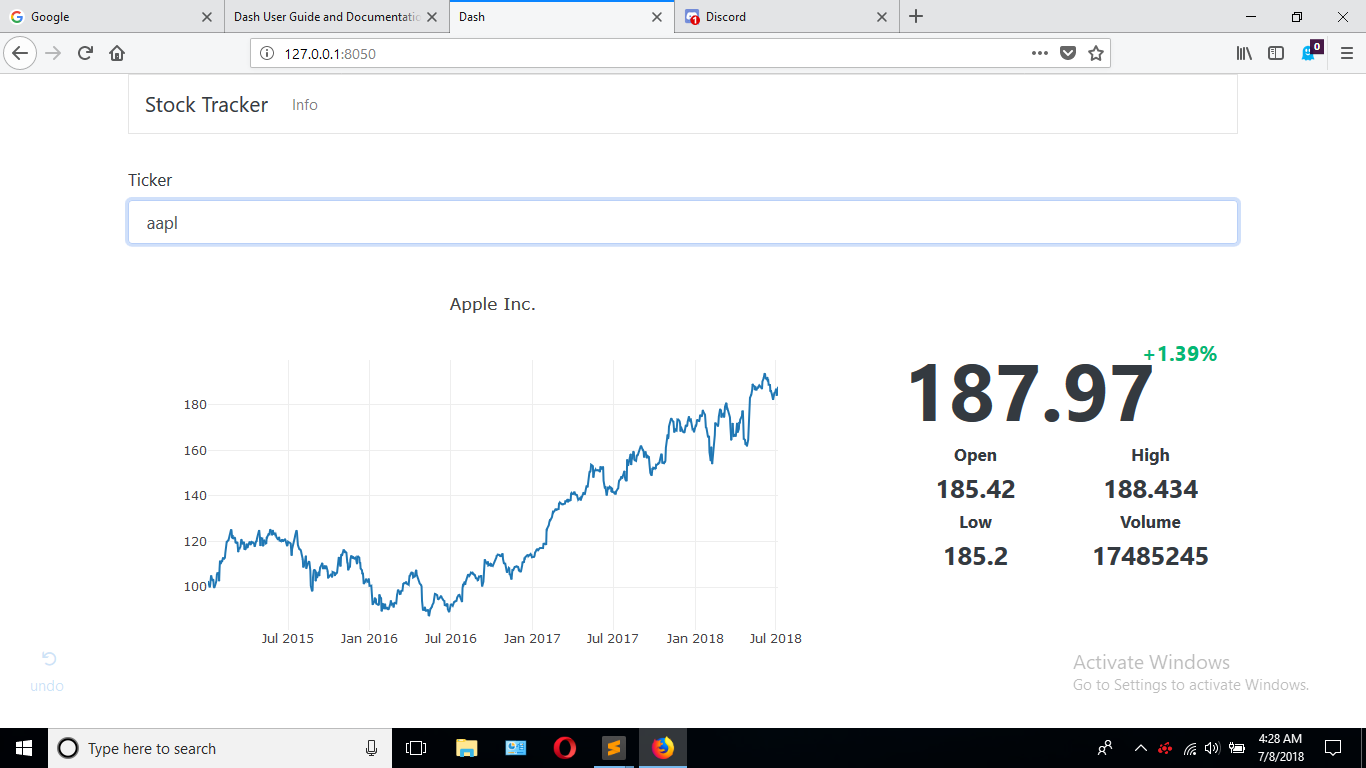 Google
Dash User Guide and Documentatio
Dash
Discord
1
127.0.0.1:8050
0
Stock Tracker
Info
Ticker
aapl
Apple Inc.
+1.39%
187.97
Open
High
185.42
188.434
Low
Volume
185.2
17485245
180
160
140
120
100
Jul 2015
Jan 2016
Jul 2016
Jan 2017
Jul 2017
Jan 2018
Jul 2018
undo
Activate Windows
Go to Settings to activate Windows.
Type here to search
4:28 AM
7/8/2018